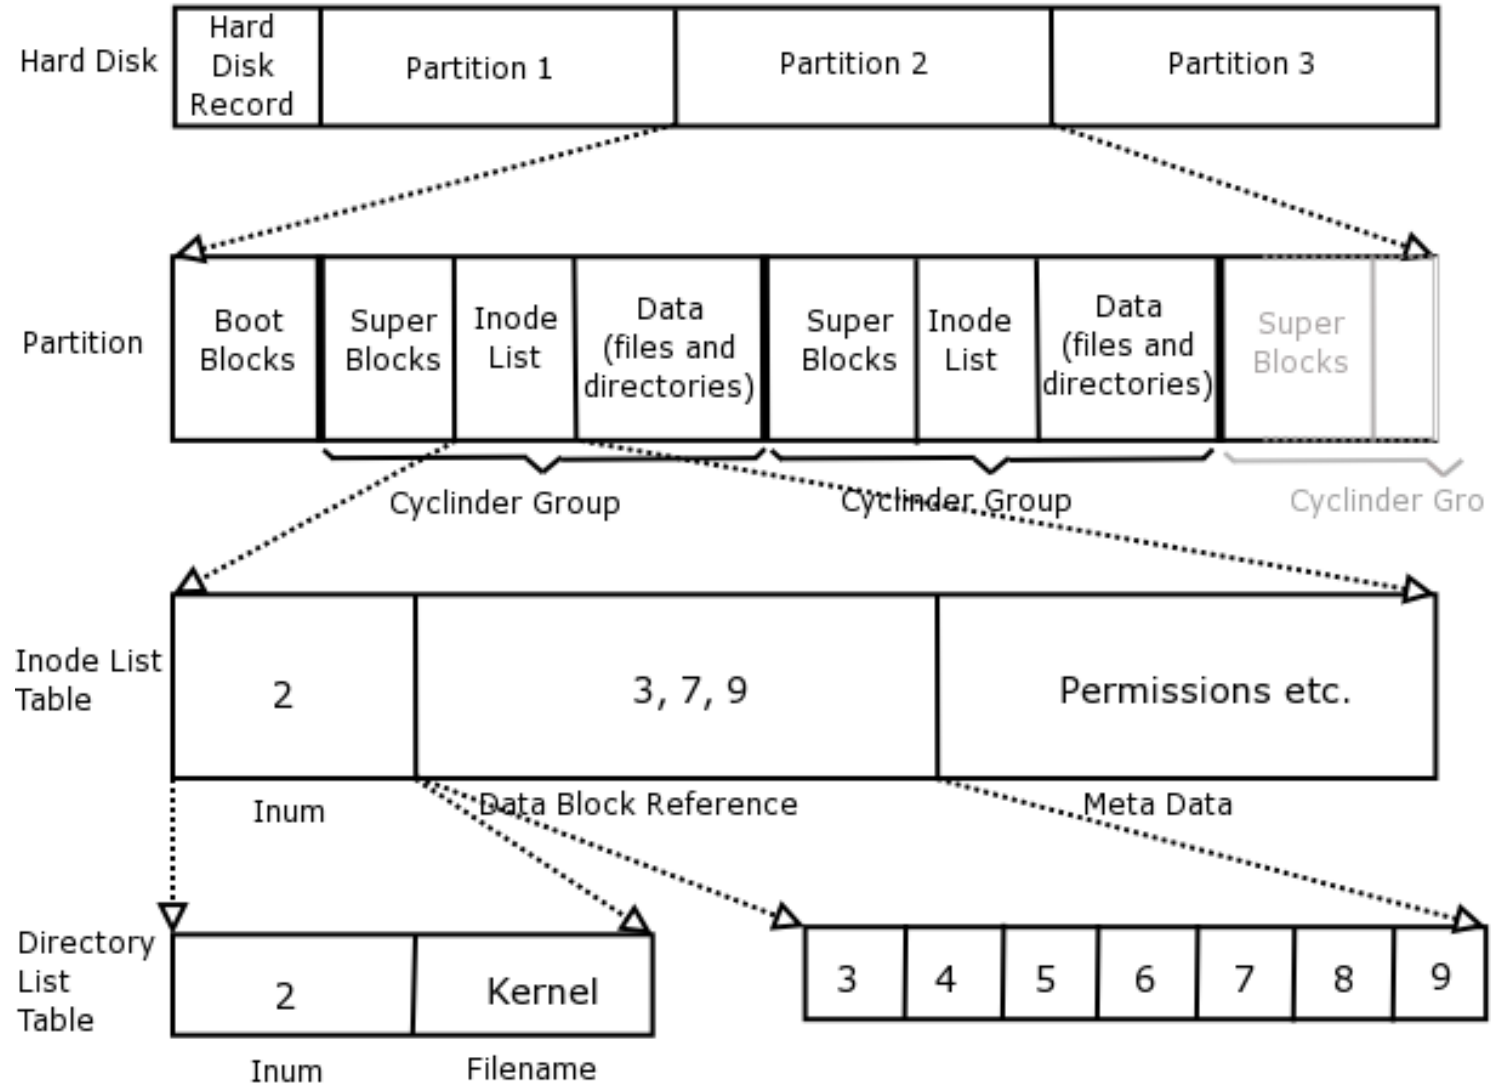 Hard Disk
Hard
Disk
Record
Partition 1
Partition 2
Partition 3
Partition
Boot
Blocks
Super
Blocks
Inode
List
Data
(files and
directories)
Super
Blocks
Inode
List
Data
(files and
directories)
Super
Blocks
Cyclinder Group
Cyclinder Group
Cyclinder Gro
Inode List
Table
2
3, 7, 9
Permissions etc.
Inum
Data Block Reference
Meta Data
Directory
List
Table
2
Kernel
3
4
5
6
7
8
9
Inum
Filename